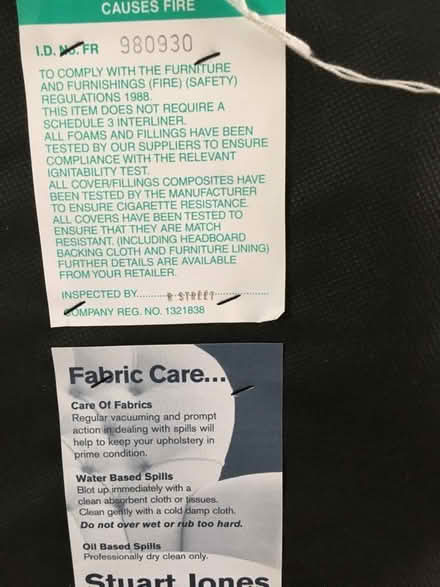 CAUSES FIRE
I.D. No. FR 980930
TO COMPLY WITH THE FURNITURE
AND FURNISHINGS (FIRE) (SAFETY)
REGULATIONS 1988.
THIS ITEM DOES NOT REQUIRE A
SCHEDULE 3 INTERLINER.
ALL FOAMS AND FILLINGS HAVE BEEN
TESTED BY OUR SUPPLIERS TO ENSURE
COMPLIANCE WITH THE RELEVANT
IGNITABILITY TEST.
ALL COVER/FILLINGS COMPOSITES HAVE
BEEN TESTED BY THE MANUFACTURER
TO ENSURE CIGARETTE RESISTANCE.
ALL COVERS HAVE BEEN TESTED TO
ENSURE THAT THEY ARE MATCH
RESISTANT. (INCLUDING HEADBOARD
BACKING CLOTH AND FURNITURE LINING)
FURTHER DETAILS ARE AVAILABLE
FROM YOUR RETAILER.
INSPECTED BY.......R STREET..........
COMPANY REG. NO. 1321838
Fabric Care...
Care Of Fabrics
Regular vacuuming and prompt
action in dealing with spills will
help to keep your upholstery in
prime condition.
Water Based Spills
Blot up immediately with a
clean absorbent cloth or tissues.
Clean gently with a cold damp cloth.
Do not over wet or rub too hard.
Oil Based Spills
Professionally dry clean only.
Stuart Jones